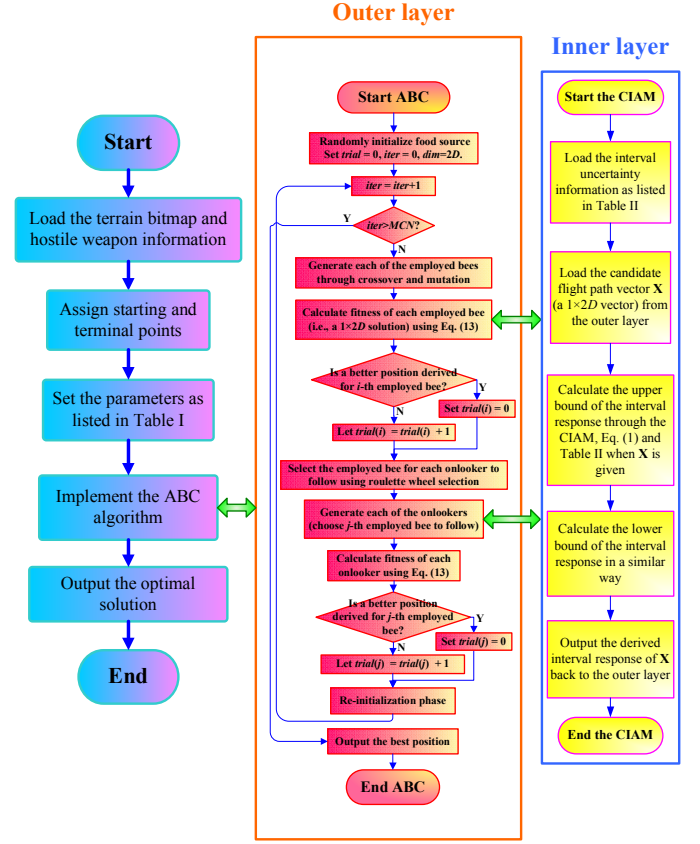 Outer layer
Inner layer
Start
Load the terrain bitmap and
hostile weapon information
Assign starting and
terminal points
Set the parameters as
listed in Table I
Implement the ABC
algorithm
Output the optimal
solution
End
Start ABC
Randomly initialize food source
Set trial = 0, iter = 0, dim=2D.
iter = iter+1
Y
iter>MCN?
N
Generate each of the employed bees
through crossover and mutation
Calculate fitness of each employed bee
(i.e., a 1×2D solution) using Eq. (13)
Is a better position derived
for i-th employed bee?
Y
N
Set trial(i) = 0
Let trial(i) = trial(i) + 1
Select the employed bee for each onlooker to
follow using roulette wheel selection
Generate each of the onlookers
(choose j-th employed bee to follow)
Calculate fitness of each
onlooker using Eq. (13)
Is a better position
derived for j-th employed
bee?
Y
N
Set trial(j) = 0
Let trial(j) = trial(j) + 1
Re-initialization phase
Output the best position
End ABC
Start the CIAM
Load the interval
uncertainty
information as listed
in Table II
Load the candidate
flight path vector X
(a 1×2D vector) from
the outer layer
Calculate the upper
bound of the interval
response through the
CIAM, Eq. (1) and
Table II when X is
given
Calculate the lower
bound of the interval
response in a similar
way
Output the derived
interval response of X
back to the outer layer
End the CIAM